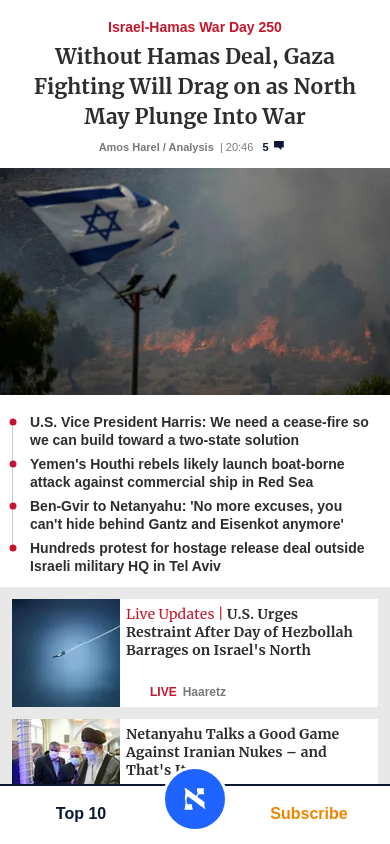 Israel-Hamas War Day 250
Without Hamas Deal, Gaza
Fighting Will Drag on as North
May Plunge Into War
Amos Harel / Analysis | 20:46 5
U.S. Vice President Harris: We need a cease-fire so
we can build toward a two-state solution
Yemen's Houthi rebels likely launch boat-borne
attack against commercial ship in Red Sea
Ben-Gvir to Netanyahu: 'No more excuses, you
can't hide behind Gantz and Eisenkot anymore'
Hundreds protest for hostage release deal outside
Israeli military HQ in Tel Aviv
Live Updates | U.S. Urges
Restraint After Day of Hezbollah
Barrages on Israel's North
LIVE Haaretz
Netanyahu Talks a Good Game
Against Iranian Nukes – and
That's It
Top 10
Subscribe